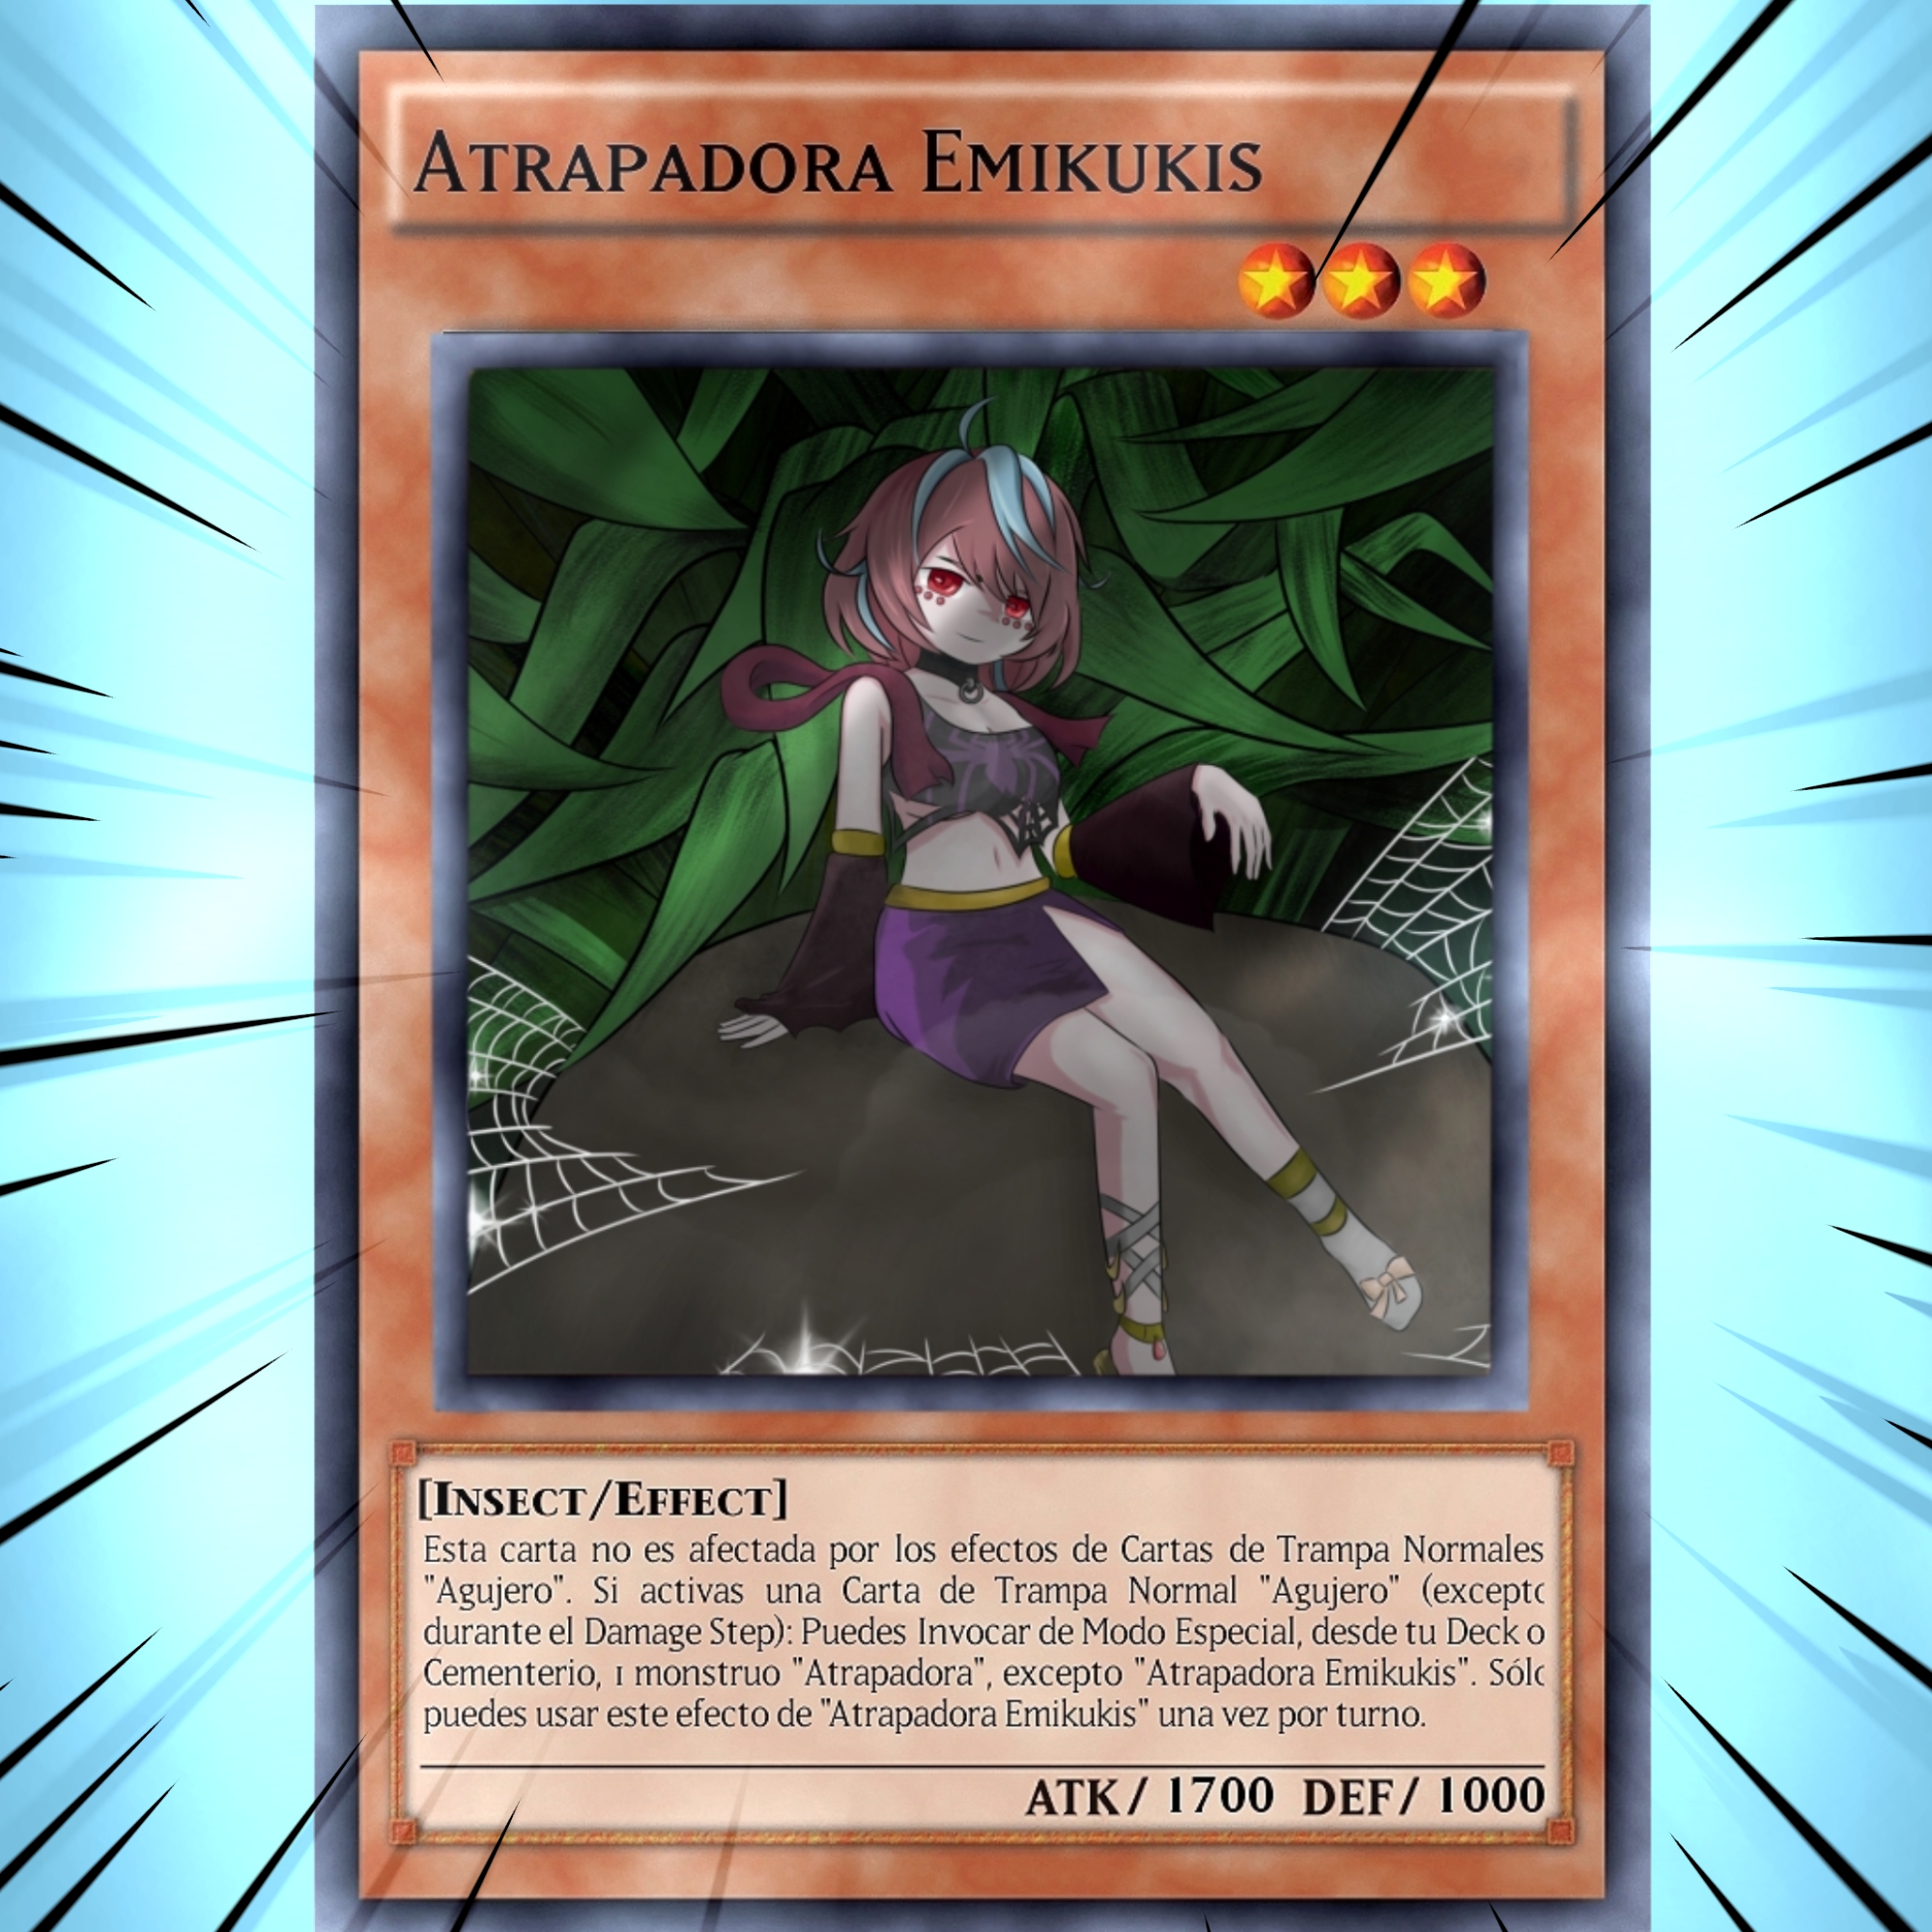 Atrapadora Emikukis
[Insect/Effect]
Esta carta no es afectada por los efectos de Cartas de Trampa Normales
"Agujero". Si activas una Carta de Trampa Normal "Agujero" (excepto
durante el Damage Step): Puedes Invocar de Modo Especial, desde tu Deck o
Cementerio, 1 monstruo "Atrapadora", excepto "Atrapadora Emikukis". Sólo
puedes usar este efecto de "Atrapadora Emikukis" una vez por turno.
ATK/ 1700 DEF/ 1000